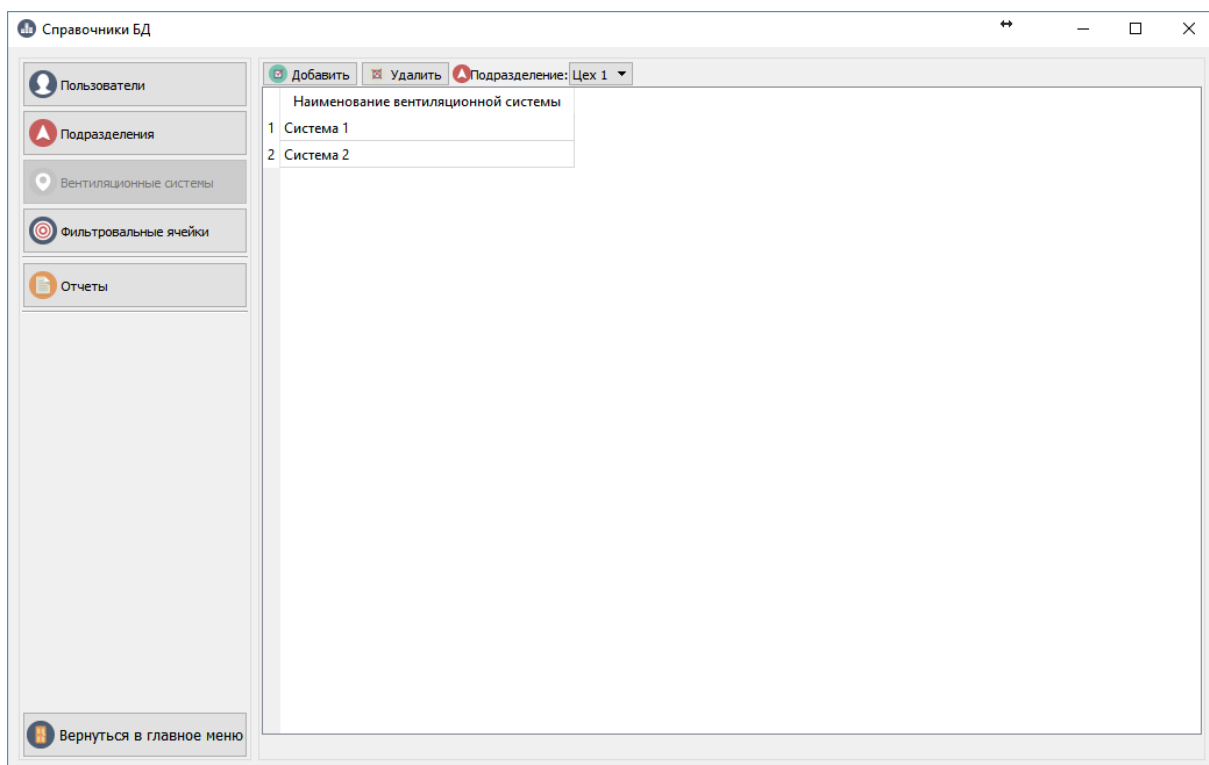 Справочники БД
Пользователи
Подразделения
Вентиляционные системы
Фильтровальные ячейки
Отчеты
Вернуться в главное меню
Добавить Удалить Подразделение: Цех 1
Наименование вентиляционной системы
1 Система 1
2 Система 2